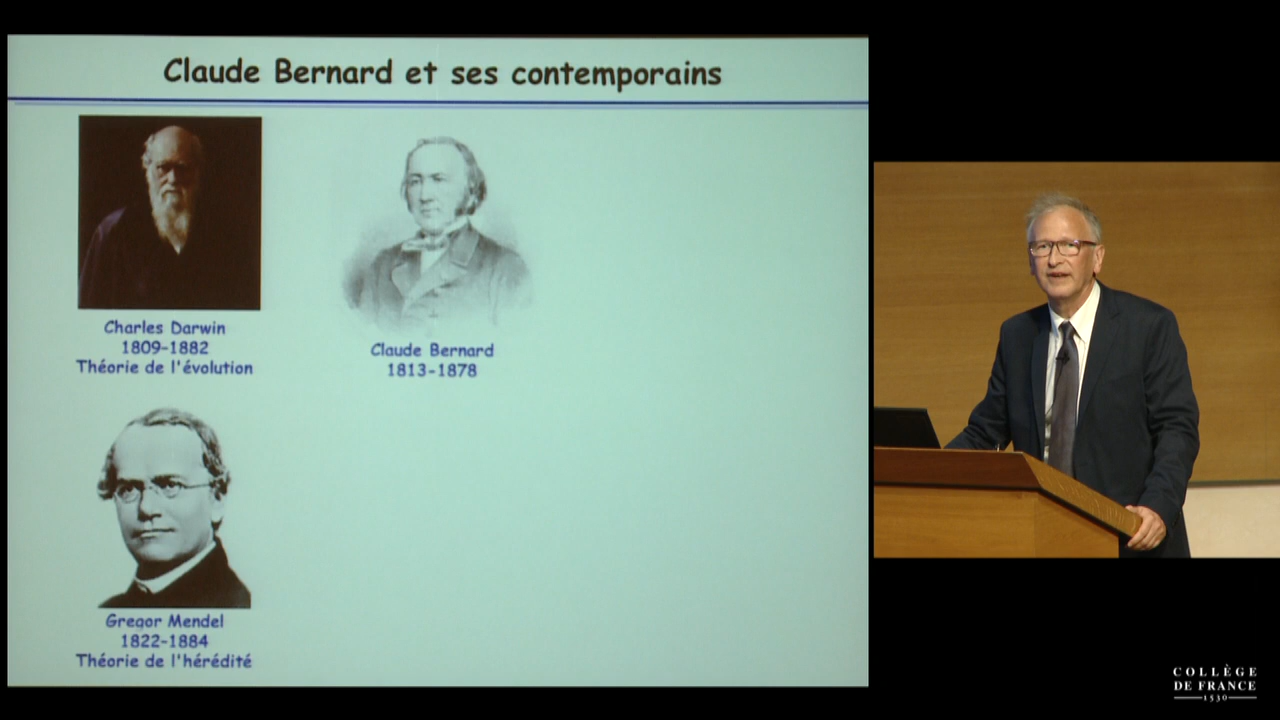 Claude Bernard et ses contemporains
Charles Darwin
1809-1882
Théorie de l'évolution
Claude Bernard
1813-1878
Gregor Mendel
1822-1884
Théorie de l'hérédité
COLLÈGE
DE FRANCE
1530